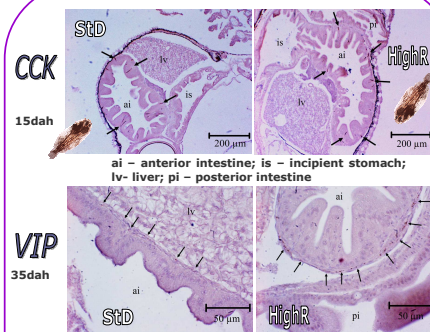 StD
HighR
CCK
lv
is
ai
is
pr
ai
lv
15dah
200 µm
200 µm
ai – anterior intestine; is – incipient stomach;
lv- liver; pi – posterior intestine
VIP
35dah
lv
ai
StD
50 µm
ai
pi
HighR
50 µm